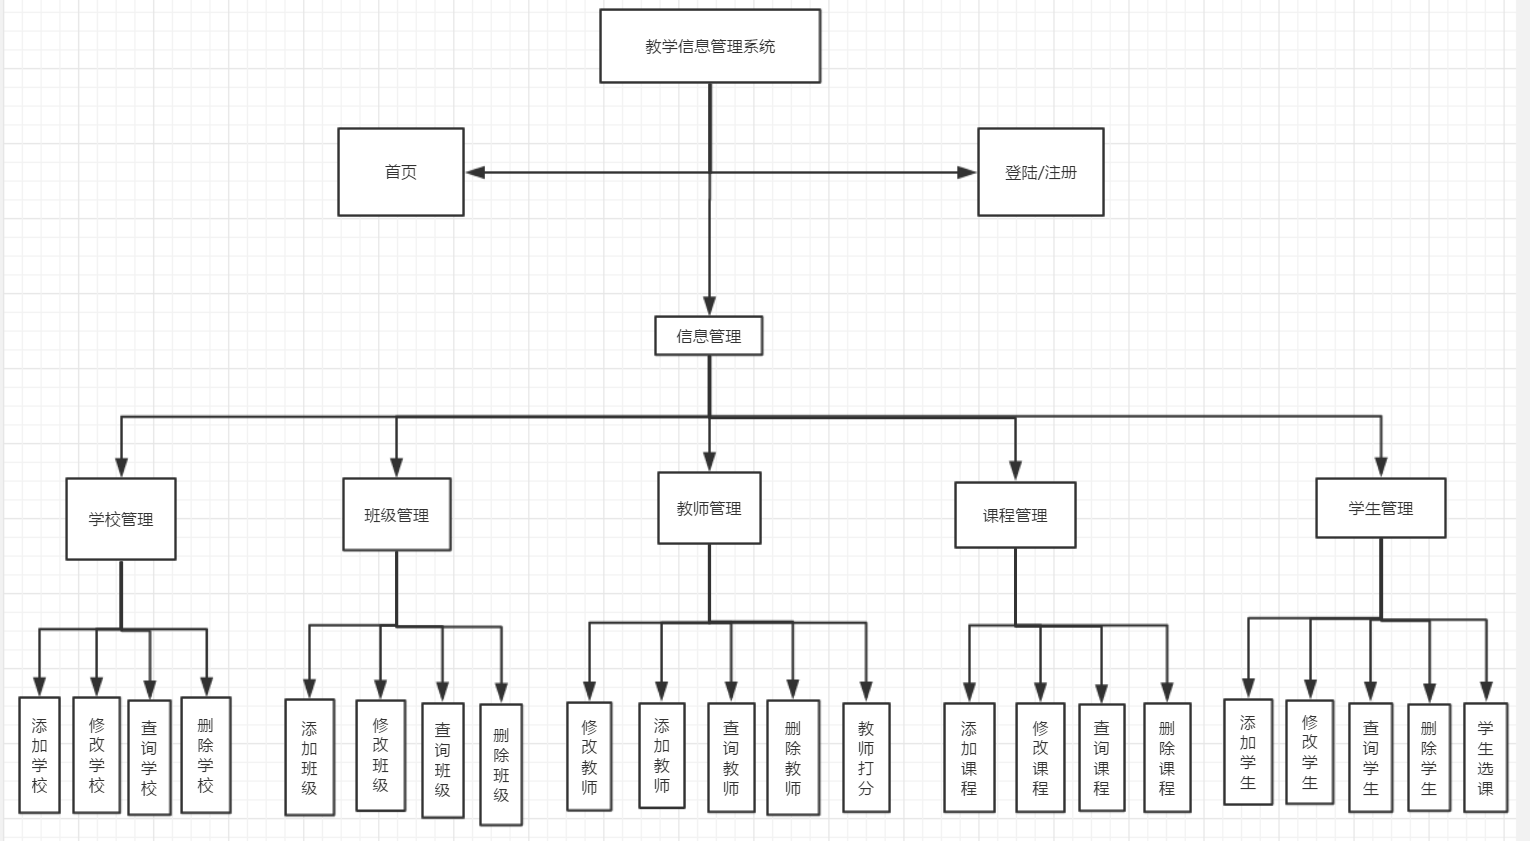 教学信息管理系统
首页
登陆/注册
信息管理
学校管理
班级管理
教师管理
课程管理
学生管理
添加学校
修改学校
查询学校
删除学校
添加班级
修改班级
查询班级
删除班级
修改教师
添加教师
查询教师
删除教师
教师打分
添加课程
修改课程
查询课程
删除课程
添加学生
修改学生
查询学生
删除学生
学生选课